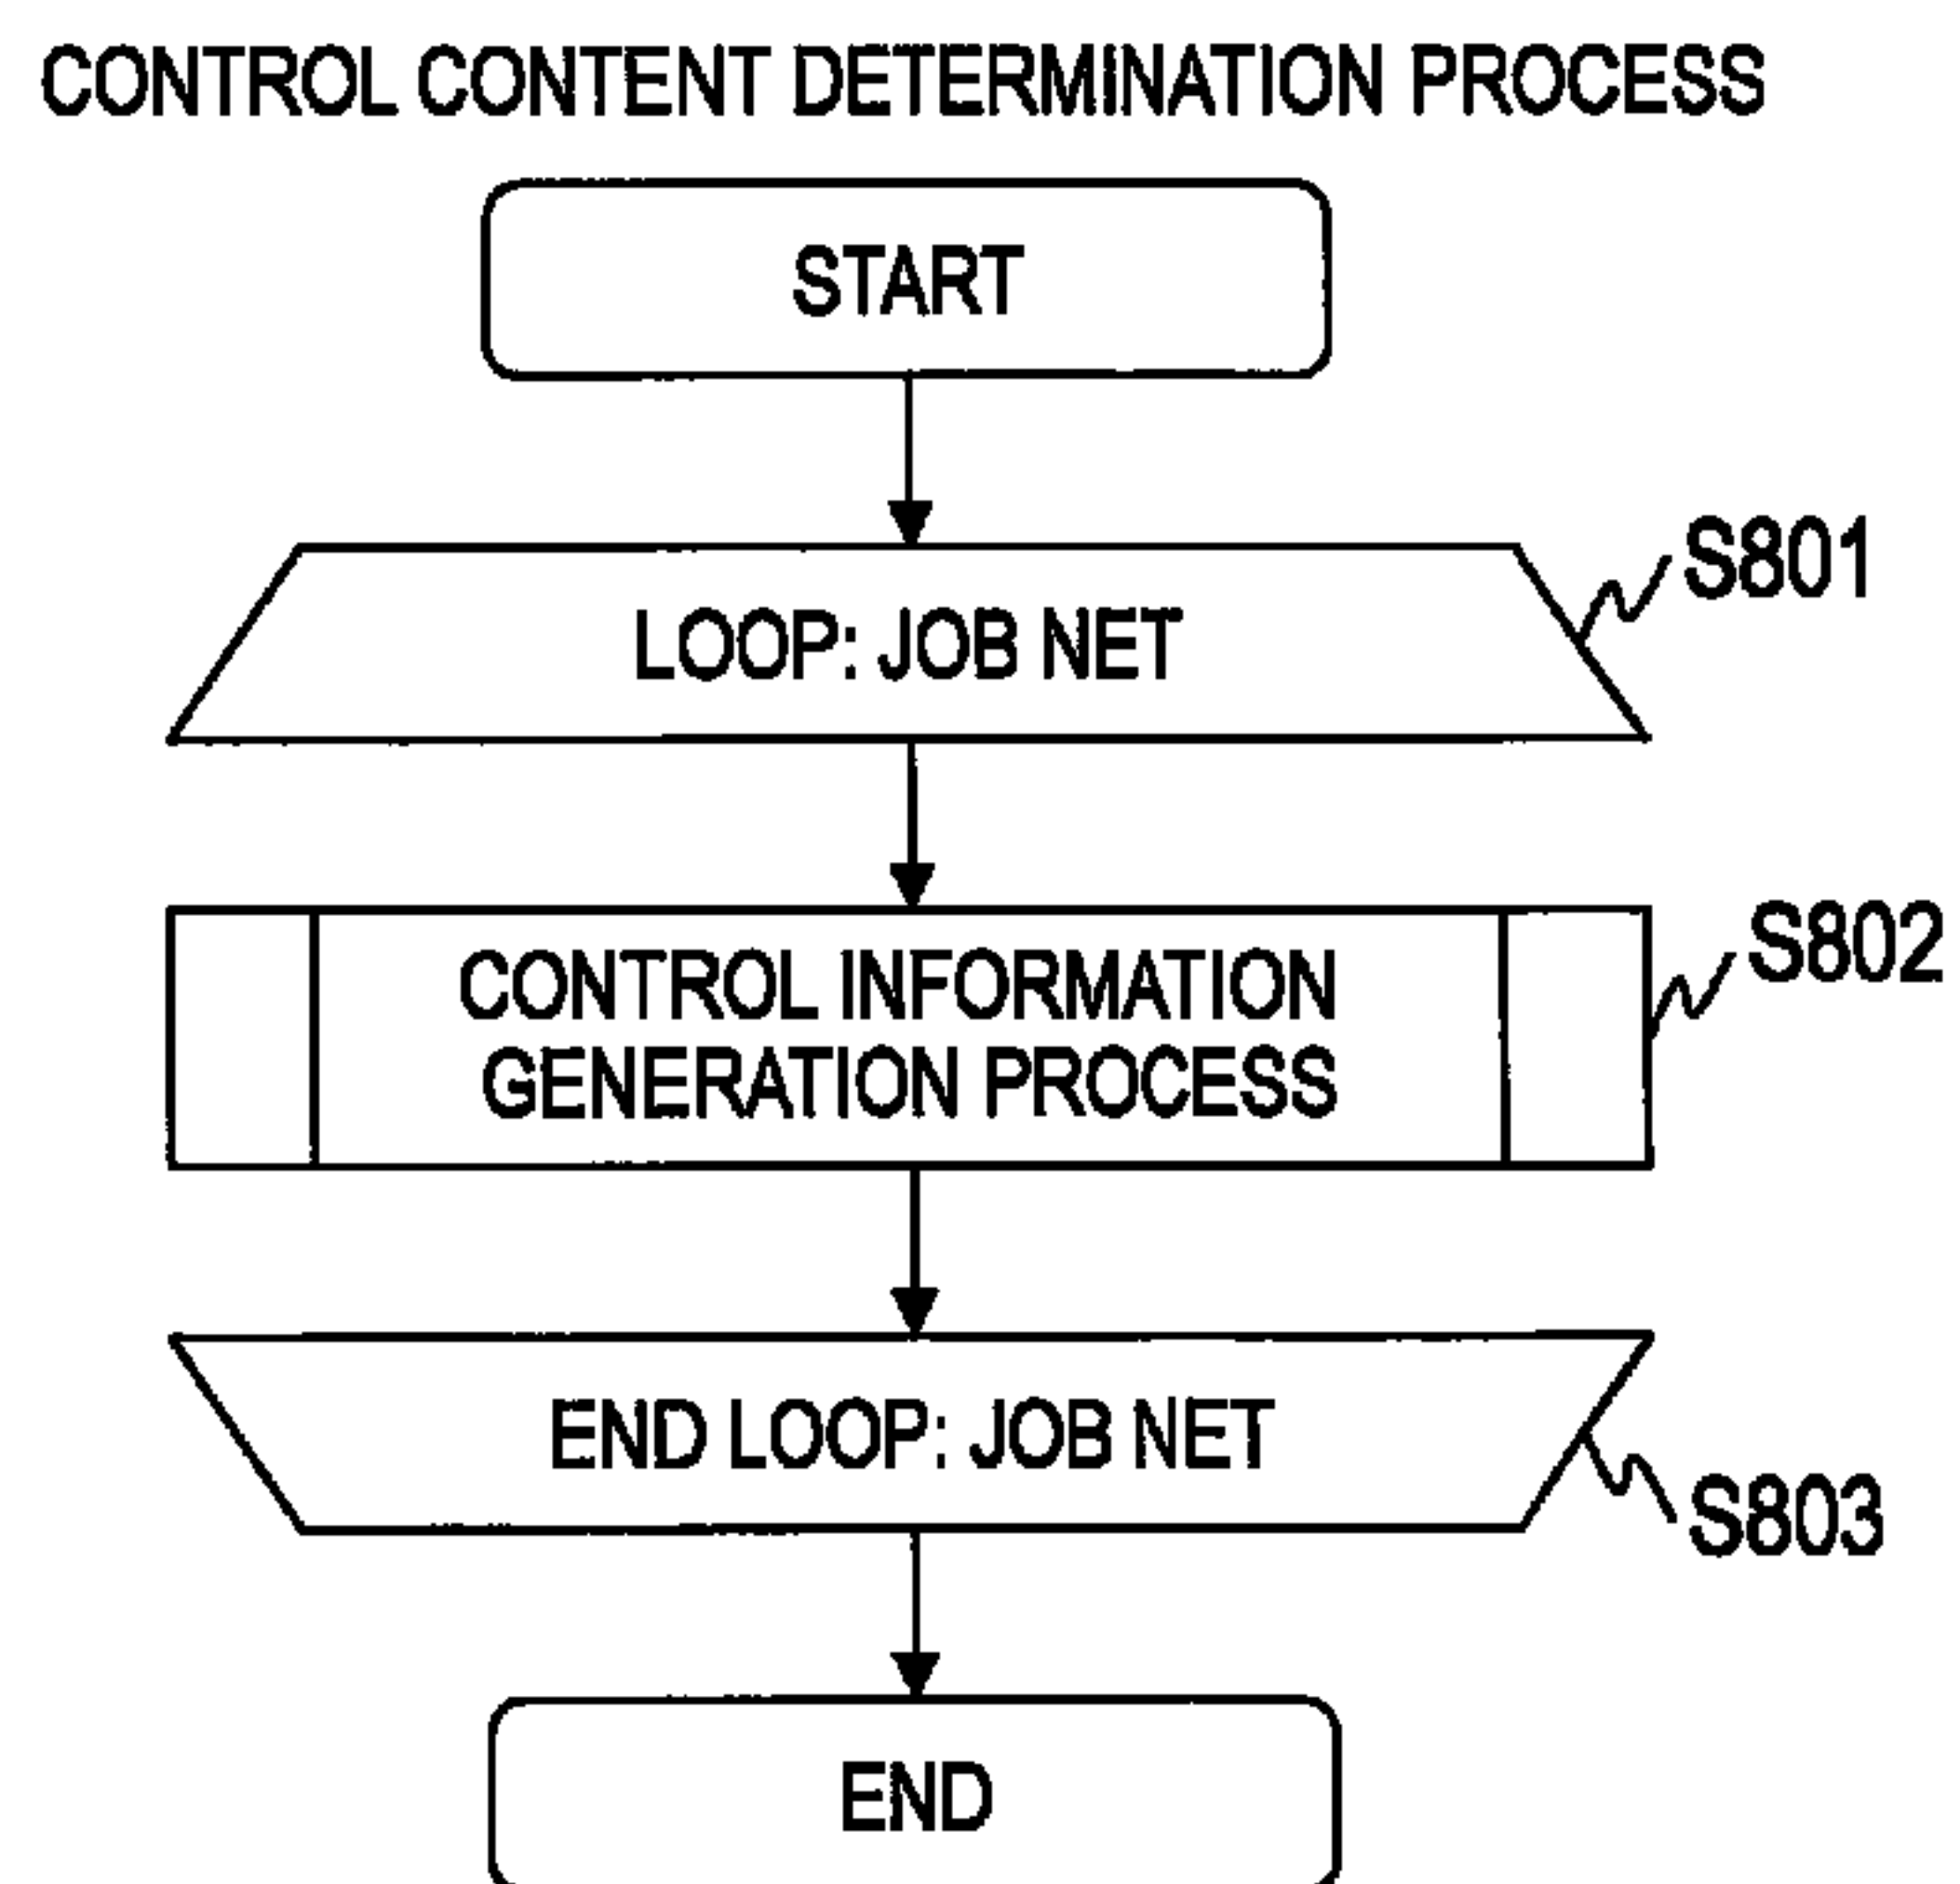 CONTROL CONTENT DETERMINATION PROCESS
START
LOOP: JOB NET
S801
CONTROL INFORMATION
GENERATION PROCESS
S802
END LOOP: JOB NET
S803
END